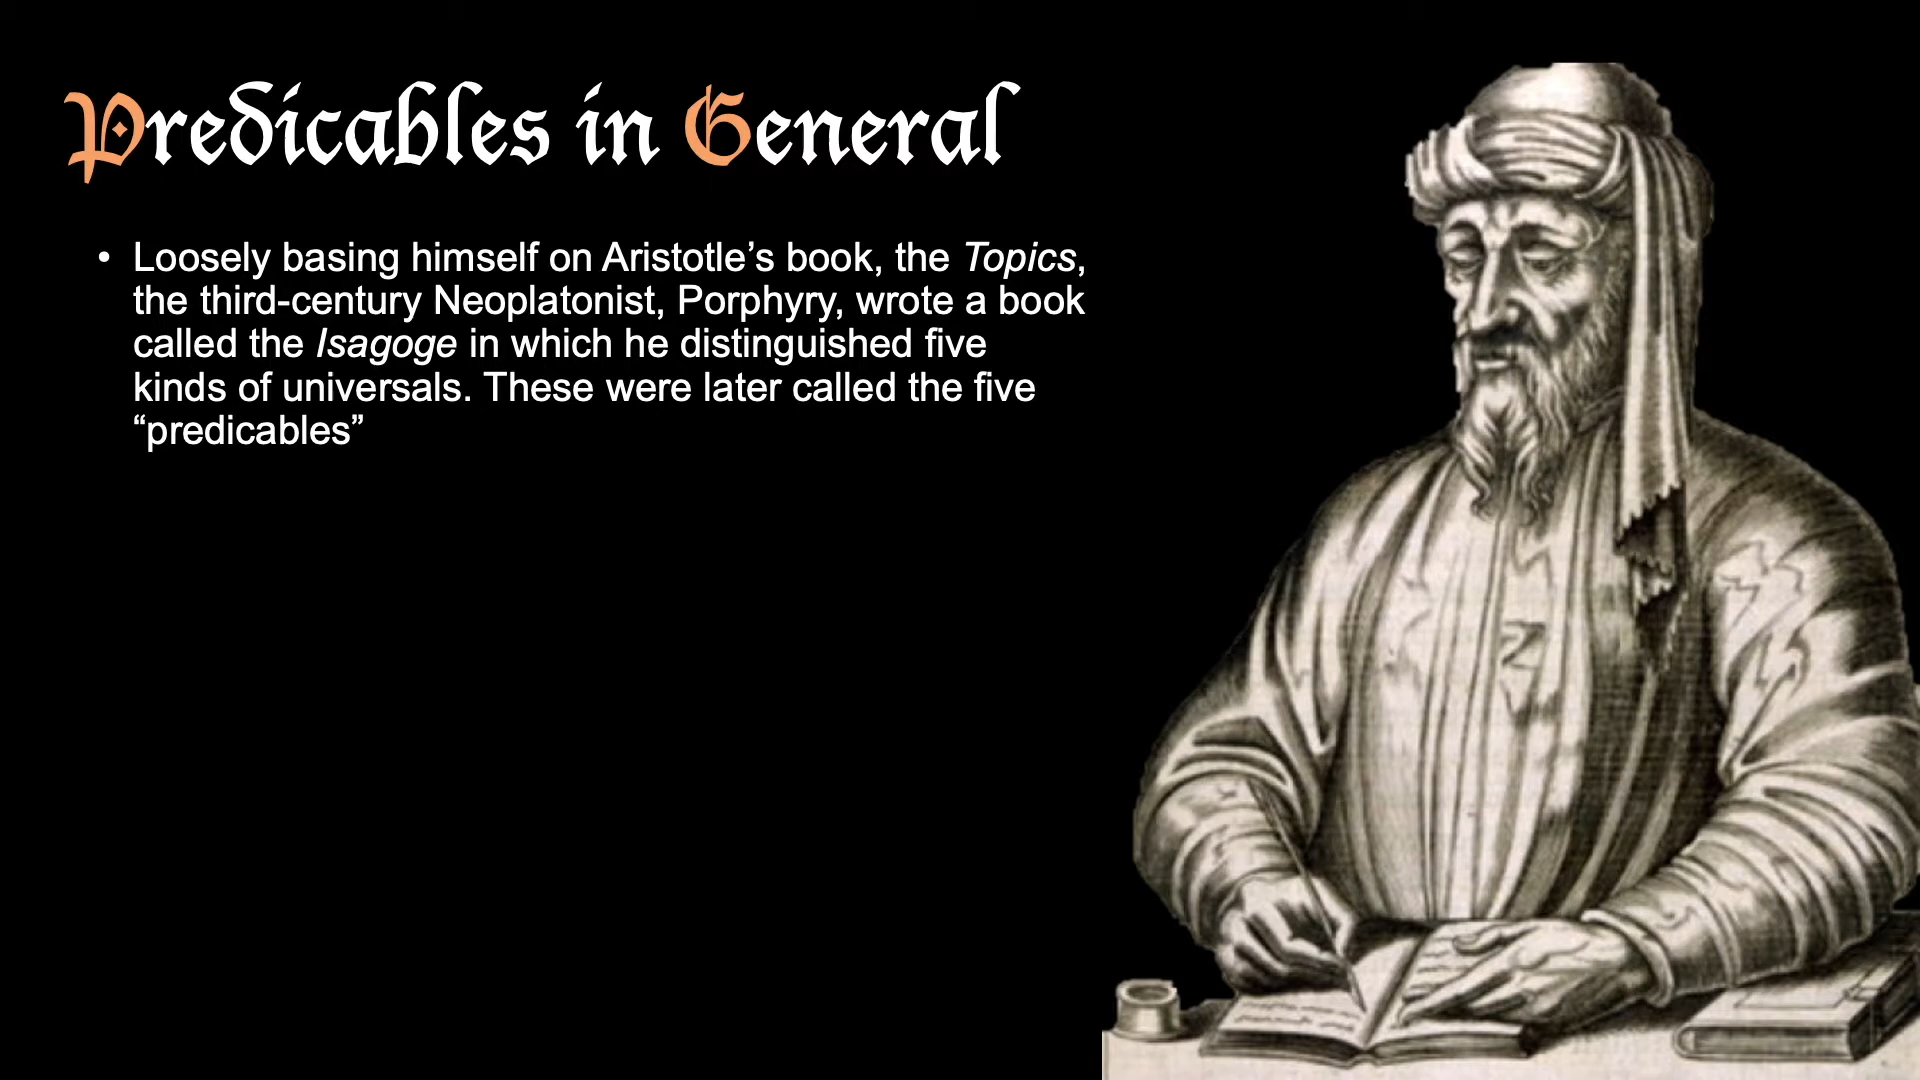 Predicables in General
• Loosely basing himself on Aristotle’s book, the Topics,
the third-century Neoplatonist, Porphyry, wrote a book
called the Isagoge in which he distinguished five
kinds of universals. These were later called the five
“predicables”